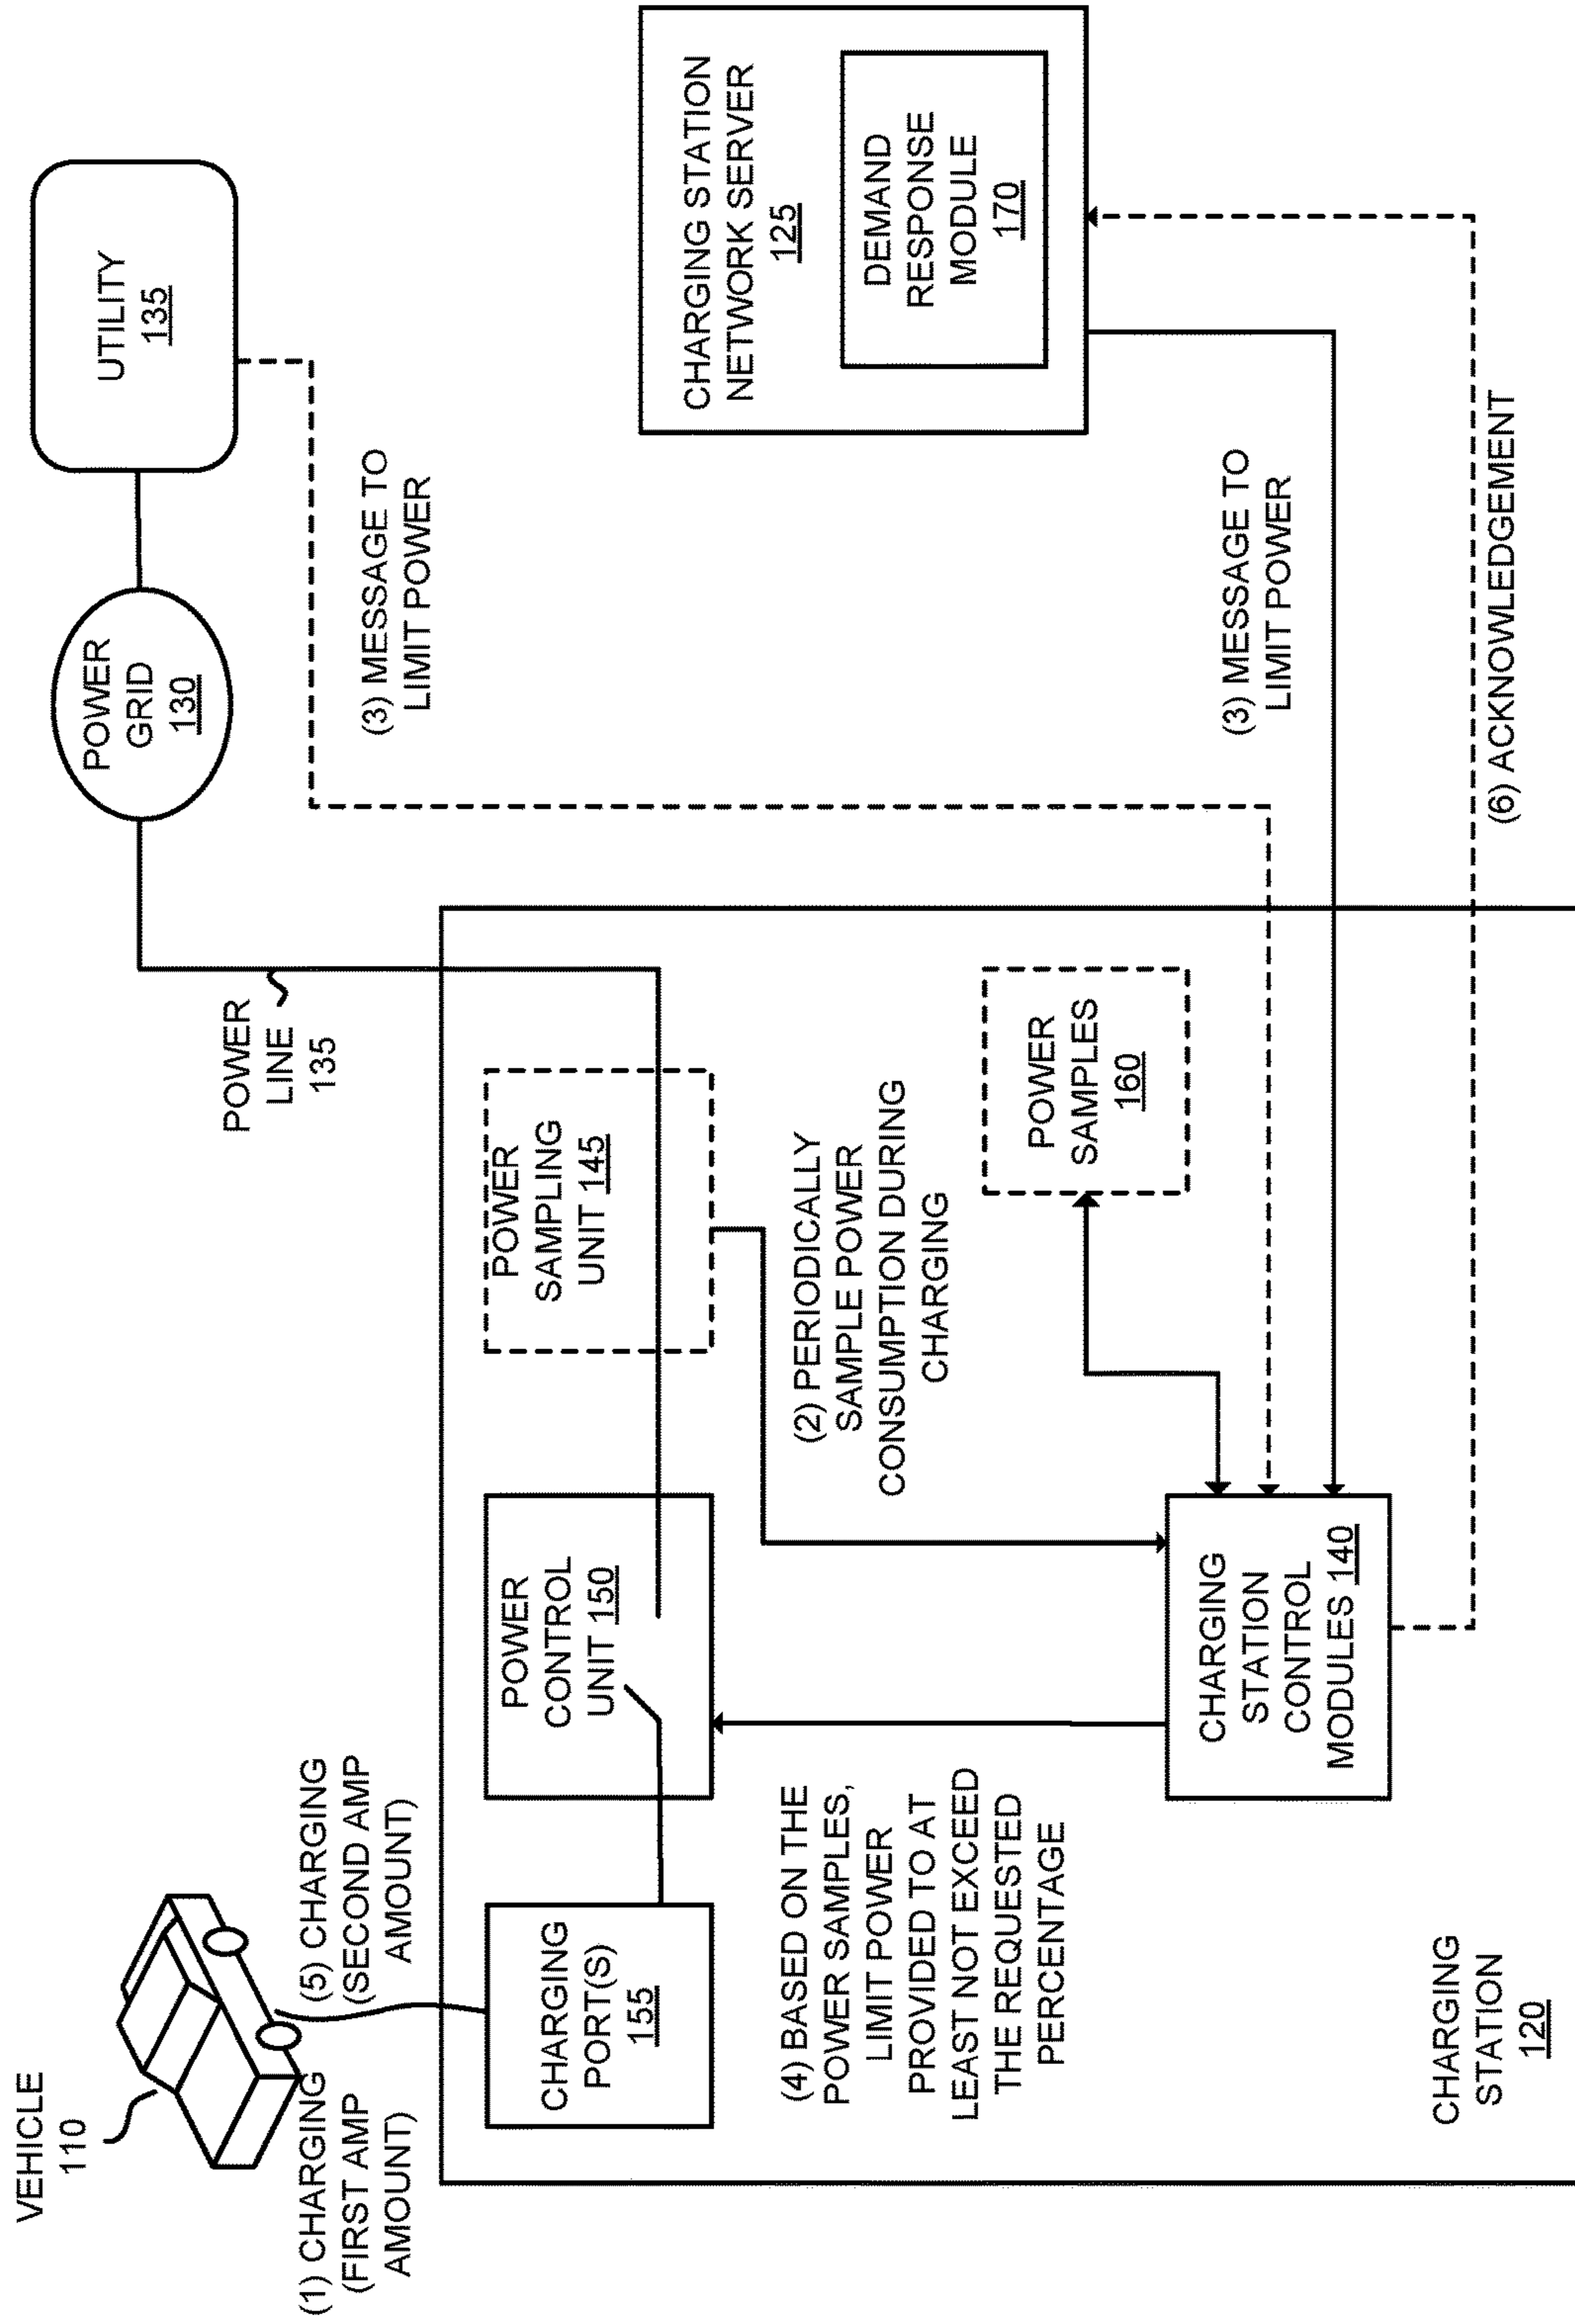 VEHICLE
110
(1) CHARGING
(FIRST AMP
AMOUNT)
(5) CHARGING
(SECOND AMP
AMOUNT)
POWER
LINE
135
POWER
GRID
130
UTILITY
135
(3) MESSAGE TO
LIMIT POWER
CHARGING
PORT(S)
155
POWER
CONTROL
UNIT 150
POWER
SAMPLING
UNIT 145
CHARGING STATION
NETWORK SERVER
125
DEMAND
RESPONSE
MODULE
170
(4) BASED ON THE
POWER SAMPLES,
LIMIT POWER
PROVIDED TO AT
LEAST NOT EXCEED
THE REQUESTED
PERCENTAGE
(2) PERIODICALLY
SAMPLE POWER
CONSUMPTION DURING
CHARGING
POWER
SAMPLES
160
CHARGING
STATION
CONTROL
MODULES 140
(3) MESSAGE TO
LIMIT POWER
CHARGING
STATION
120
(6) ACKNOWLEDGEMENT